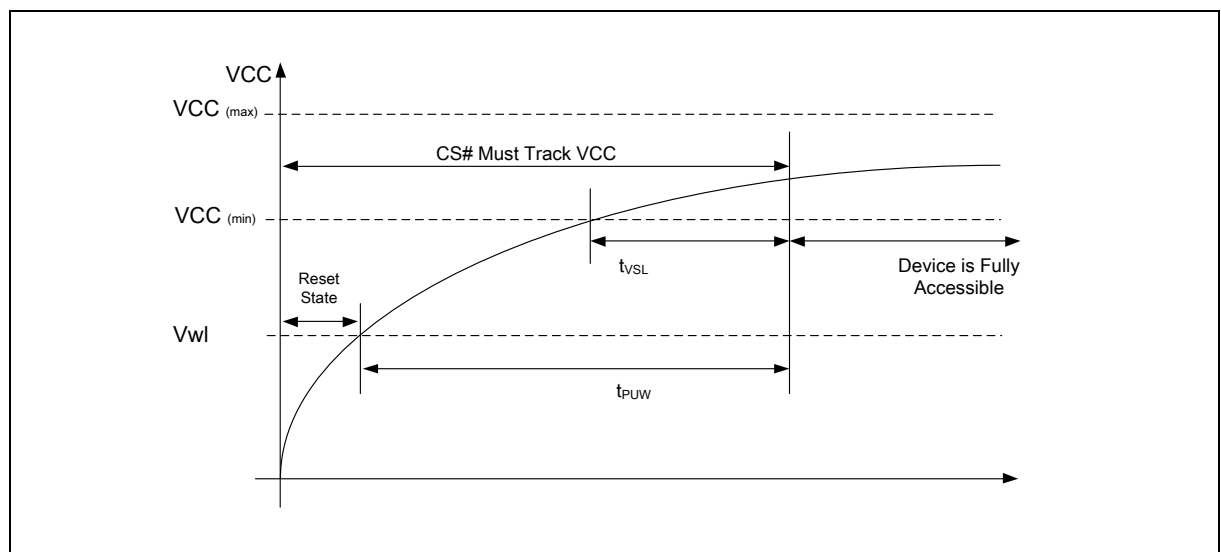 VCC
VCC (max)
CS# Must Track VCC
VCC (min)
tVSL
Device is Fully
Accessible
Reset
State
Vwl
tPUW